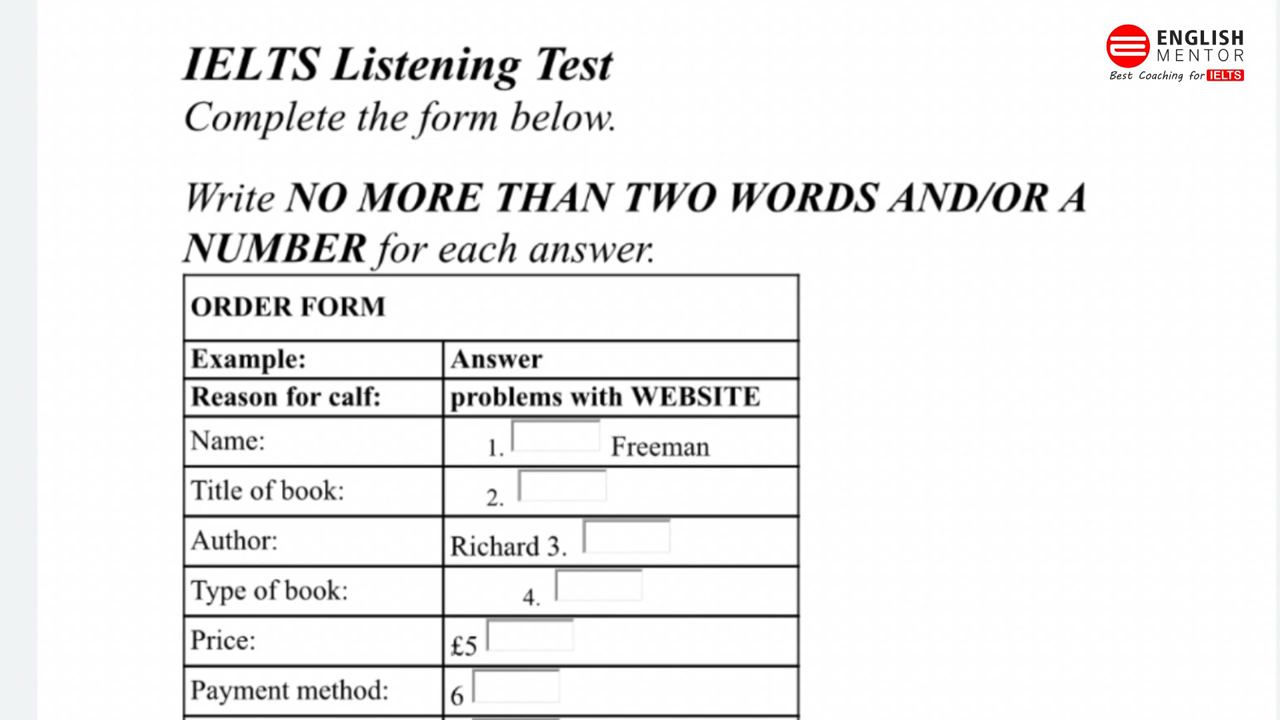 IELTS Listening Test
ENGLISH
MENTOR
Best Coaching for IELTS
Complete the form below.
Write NO MORE THAN TWO WORDS AND/OR A
NUMBER for each answer.
ORDER FORM
Example: Answer
Reason for calf: problems with WEBSITE
Name: 1. Freeman
Title of book: 2.
Author: Richard 3.
Type of book: 4.
Price: £5
Payment method: 6